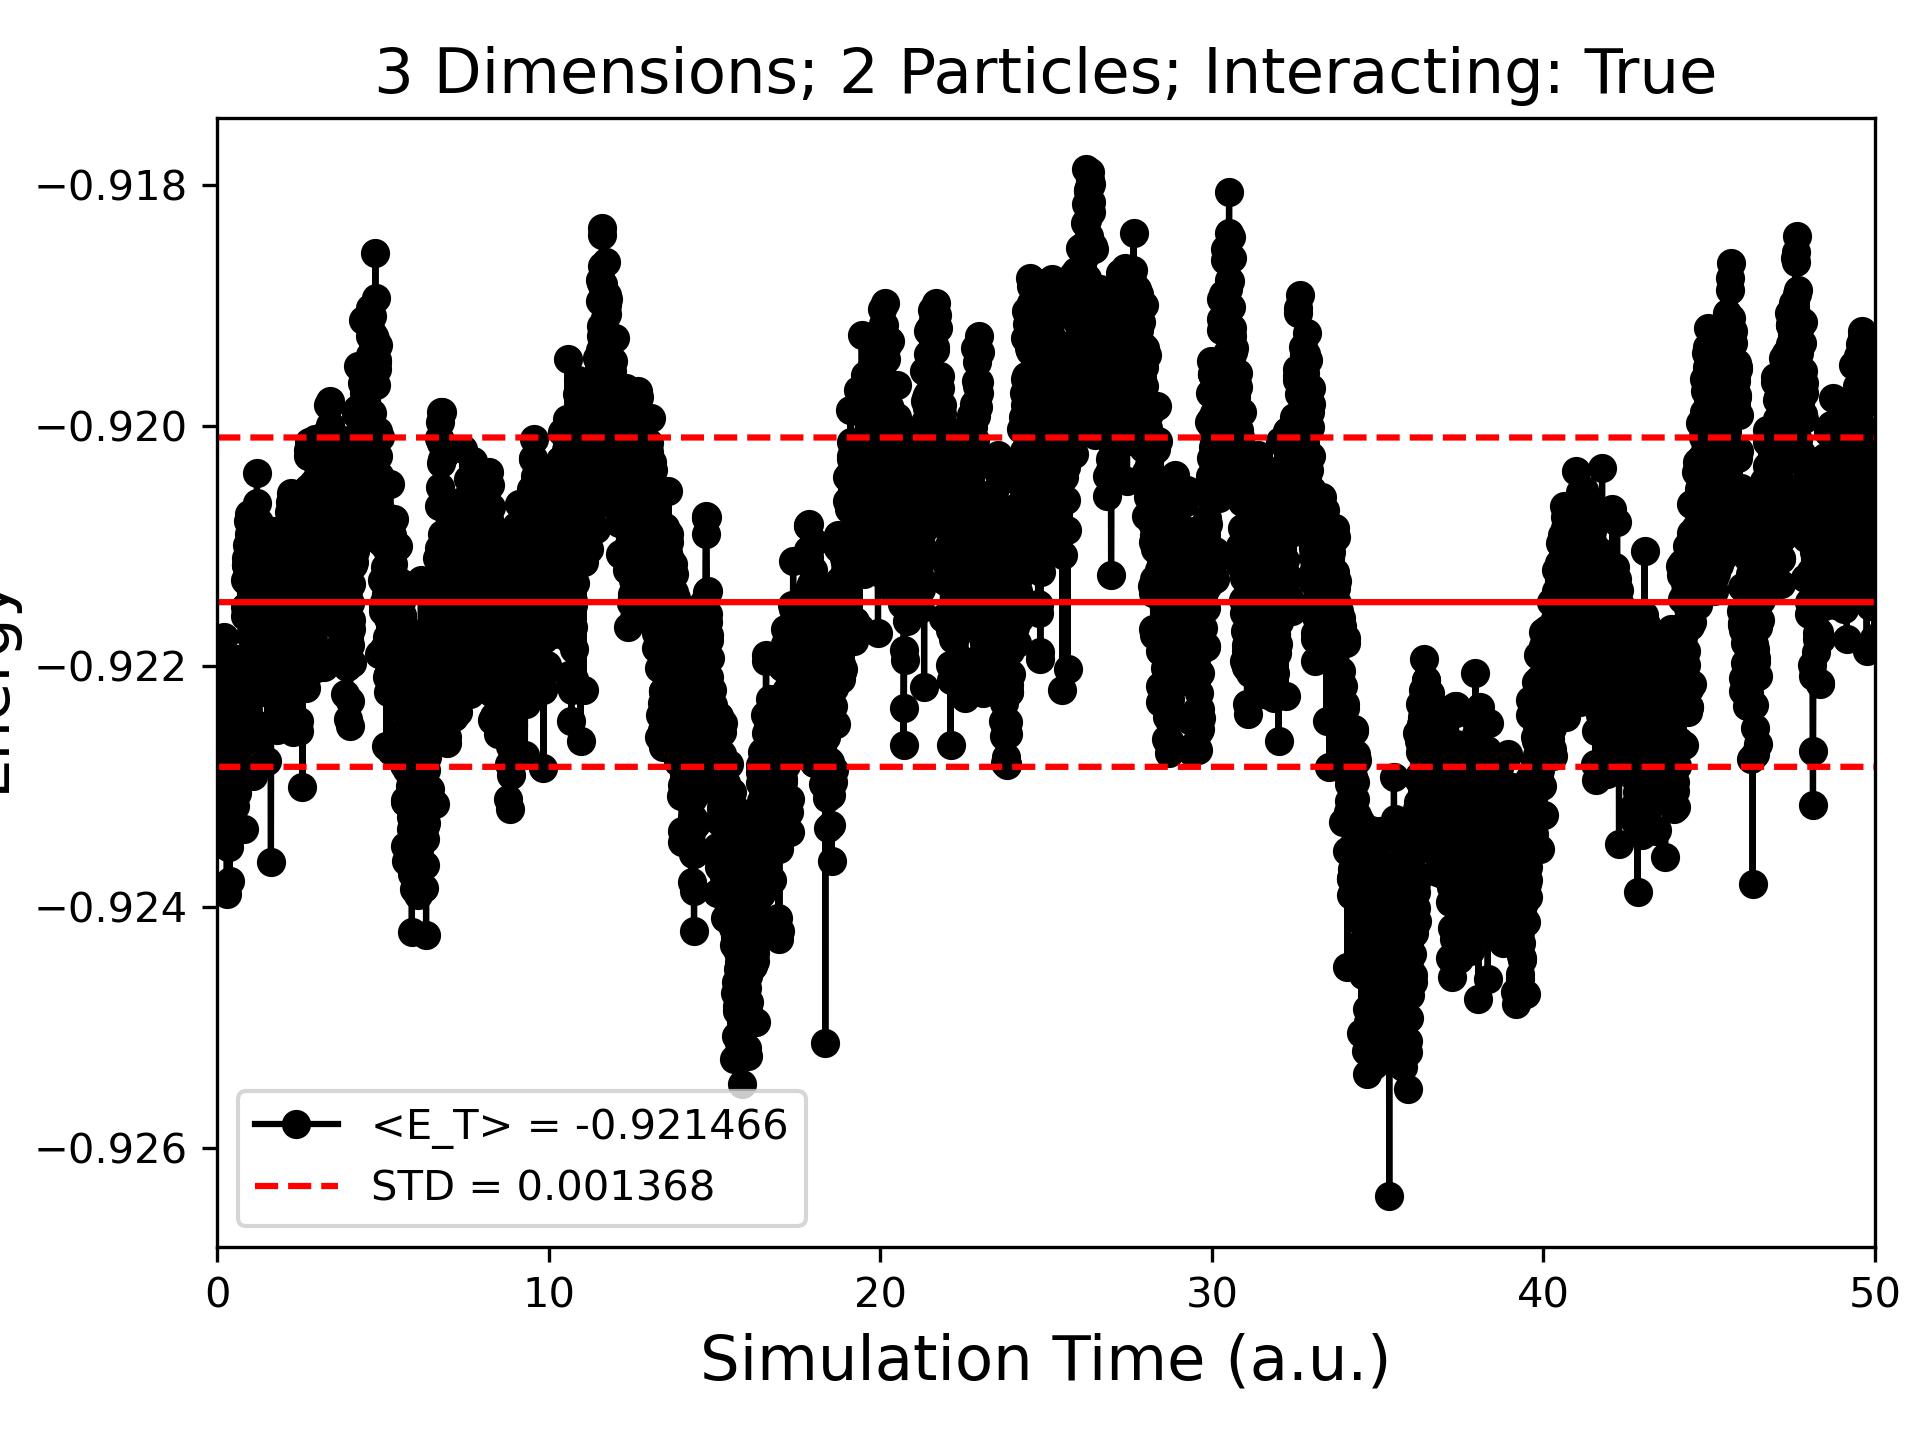 3 Dimensions; 2 Particles; Interacting: True
−0.918
−0.920
−0.922
−0.924
−0.926
Energy
<E_T> = -0.921466
STD = 0.001368
0 10 20 30 40 50
Simulation Time (a.u.)